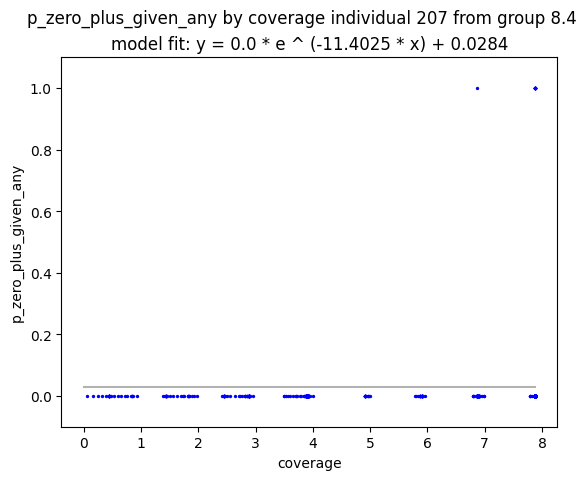 p_zero_plus_given_any by coverage individual 207 from group 8.4
model fit: y = 0.0 * e ^ (-11.4025 * x) + 0.0284
1.0
0.8
0.6
0.4
0.2
0.0
p_zero_plus_given_any
0 1 2 3 4 5 6 7 8
coverage